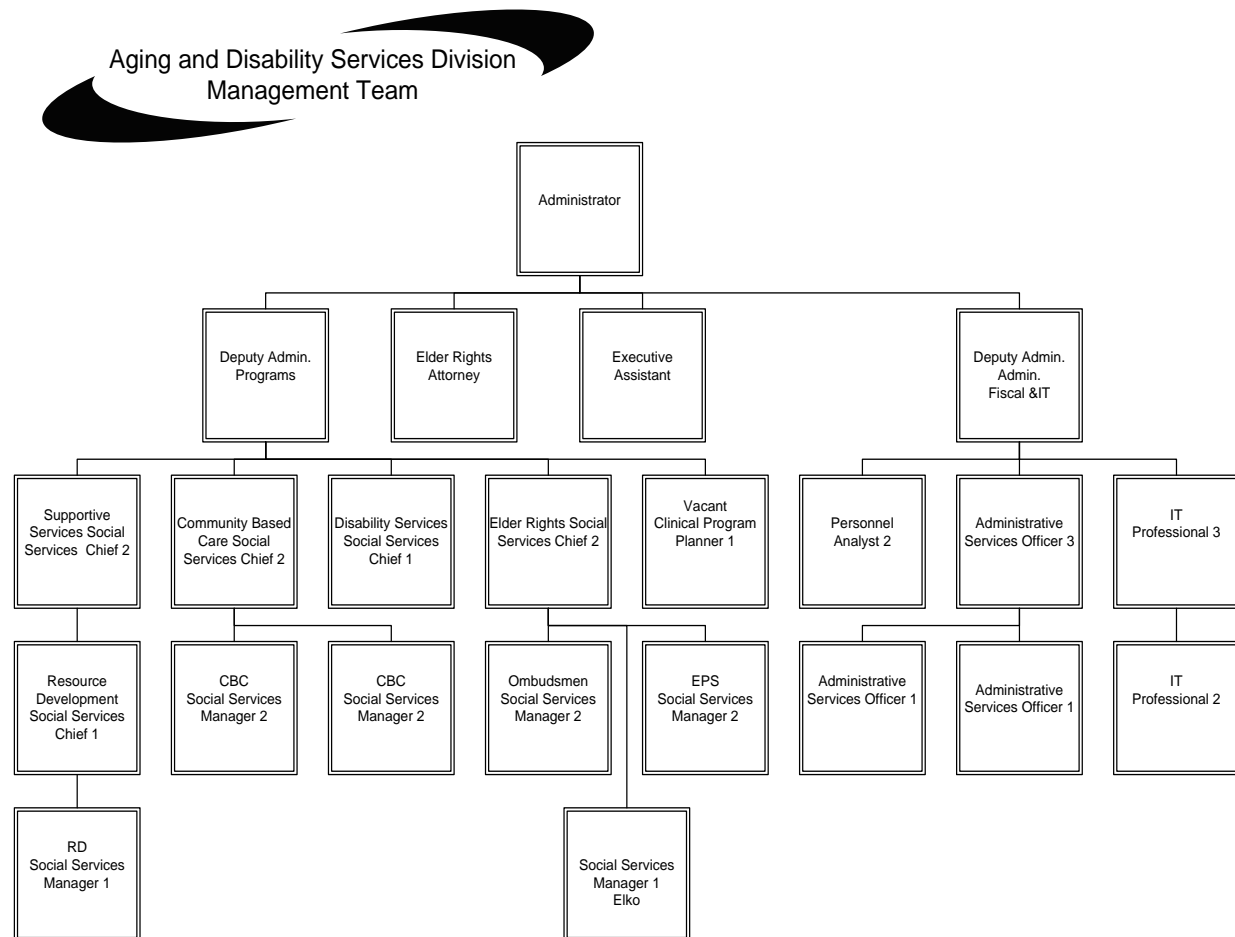 Aging and Disability Services Division
Management Team
Administrator
Deputy Admin.
Programs
Elder Rights
Attorney
Executive
Assistant
Deputy Admin.
Admin.
Fiscal &IT
Supportive
Services Social
Services Chief 2
Community Based
Care Social
Services Chief 2
Disability Services
Social Services
Chief 1
Elder Rights Social
Services Chief 2
Vacant
Clinical Program
Planner 1
Personnel
Analyst 2
Administrative
Services Officer 3
IT
Professional 3
Resource
Development
Social Services
Chief 1
CBC
Social Services
Manager 2
CBC
Social Services
Manager 2
Ombudsmen
Social Services
Manager 2
EPS
Social Services
Manager 2
Administrative
Services Officer 1
Administrative
Services Officer 1
IT
Professional 2
RD
Social Services
Manager 1
Social Services
Manager 1
Elko